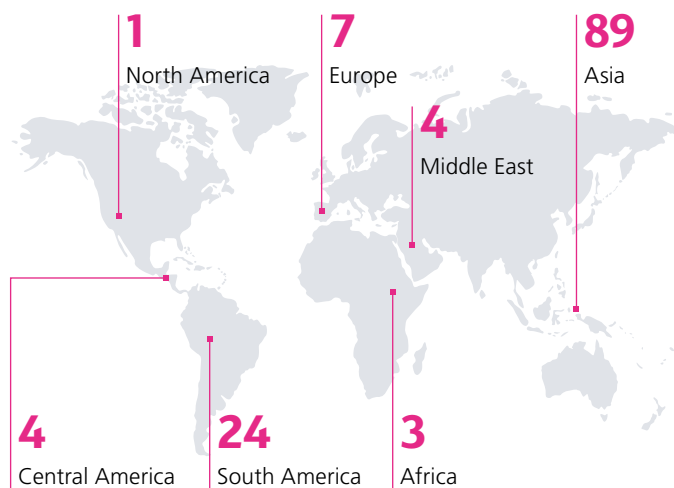 1
North America
7
Europe
89
Asia
4
Middle East
4
Central America
24
South America
3
Africa